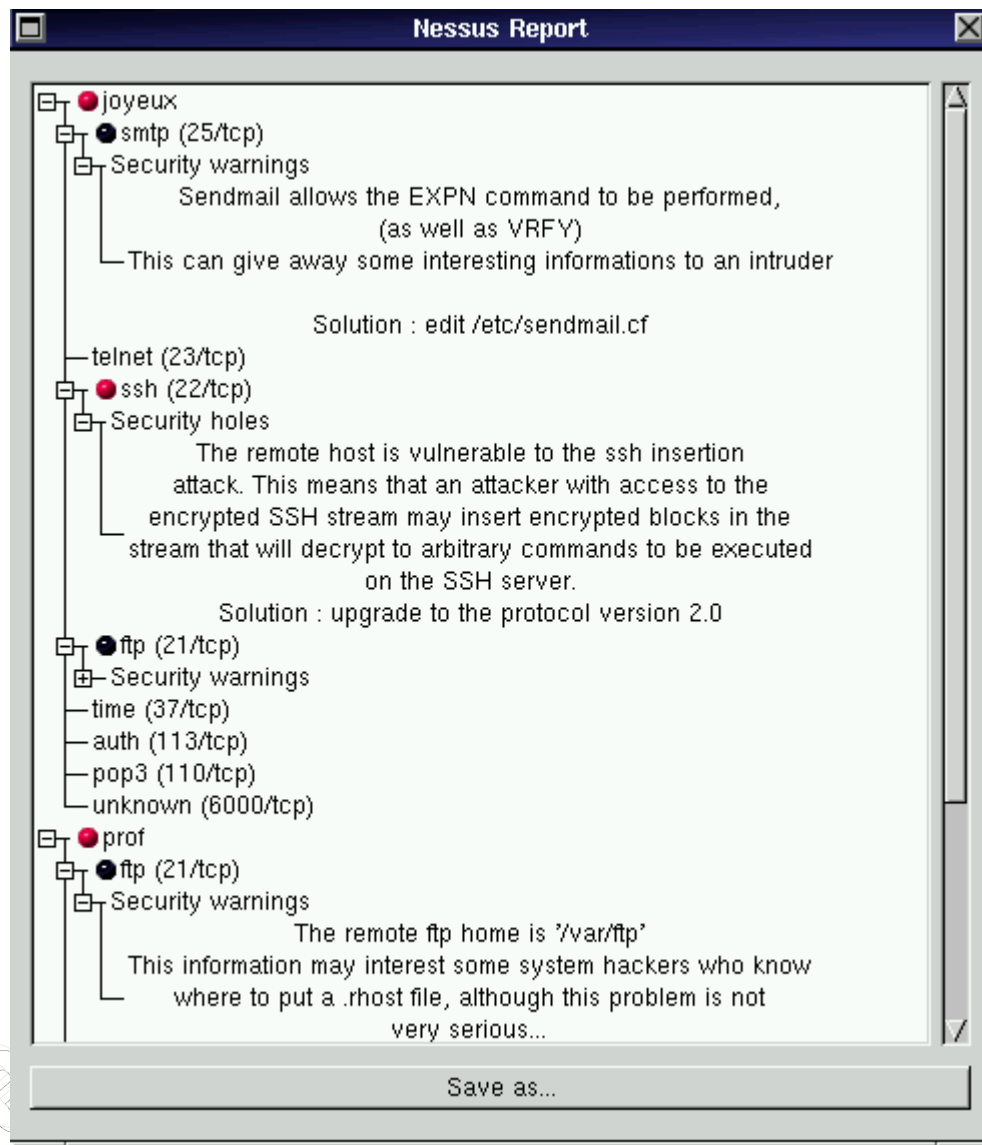 Nessus Report
joyeux
smtp (25/tcp)
Security warnings
Sendmail allows the EXPN command to be performed,
(as well as VRFY)
This can give away some interesting informations to an intruder
Solution : edit /etc/sendmail.cf
telnet (23/tcp)
ssh (22/tcp)
Security holes
The remote host is vulnerable to the ssh insertion
attack. This means that an attacker with access to the
encrypted SSH stream may insert encrypted blocks in the
stream that will decrypt to arbitrary commands to be executed
on the SSH server.
Solution : upgrade to the protocol version 2.0
ftp (21/tcp)
Security warnings
time (37/tcp)
auth (113/tcp)
pop3 (110/tcp)
unknown (6000/tcp)
prof
ftp (21/tcp)
Security warnings
The remote ftp home is '/var/ftp'
This information may interest some system hackers who know
where to put a .rhost file, although this problem is not
very serious...
Save as...